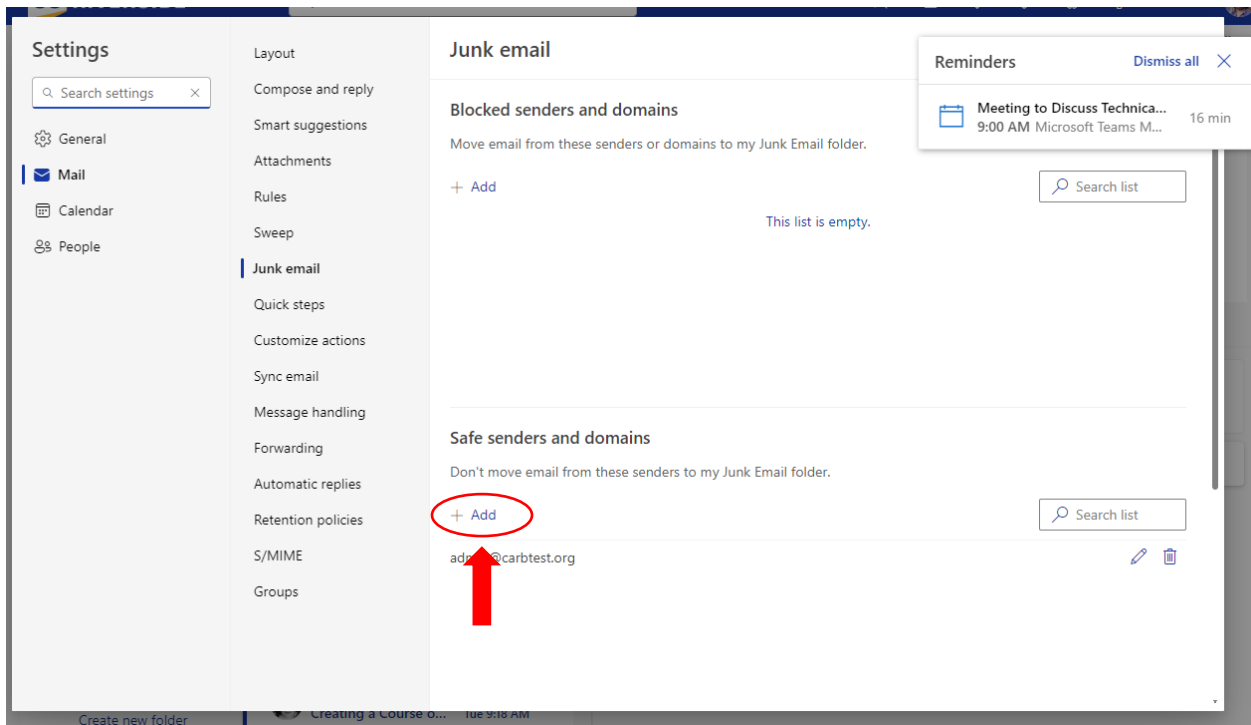 Settings
Search settings
General
Mail
Calendar
People
Layout
Compose and reply
Smart suggestions
Attachments
Rules
Sweep
Junk email
Quick steps
Customize actions
Sync email
Message handling
Forwarding
Automatic replies
Retention policies
S/MIME
Groups
Junk email
Blocked senders and domains
Move email from these senders or domains to my Junk Email folder.
+ Add
Search list
This list is empty.
Safe senders and domains
Don't move email from these senders to my Junk Email folder.
+ Add
Search list
@carbtest.org
Reminders
Dismiss all
Meeting to Discuss Technica...
9:00 AM Microsoft Teams M...
16 min
Create new folder
Creating a Course o...
Tue 9:18 AM